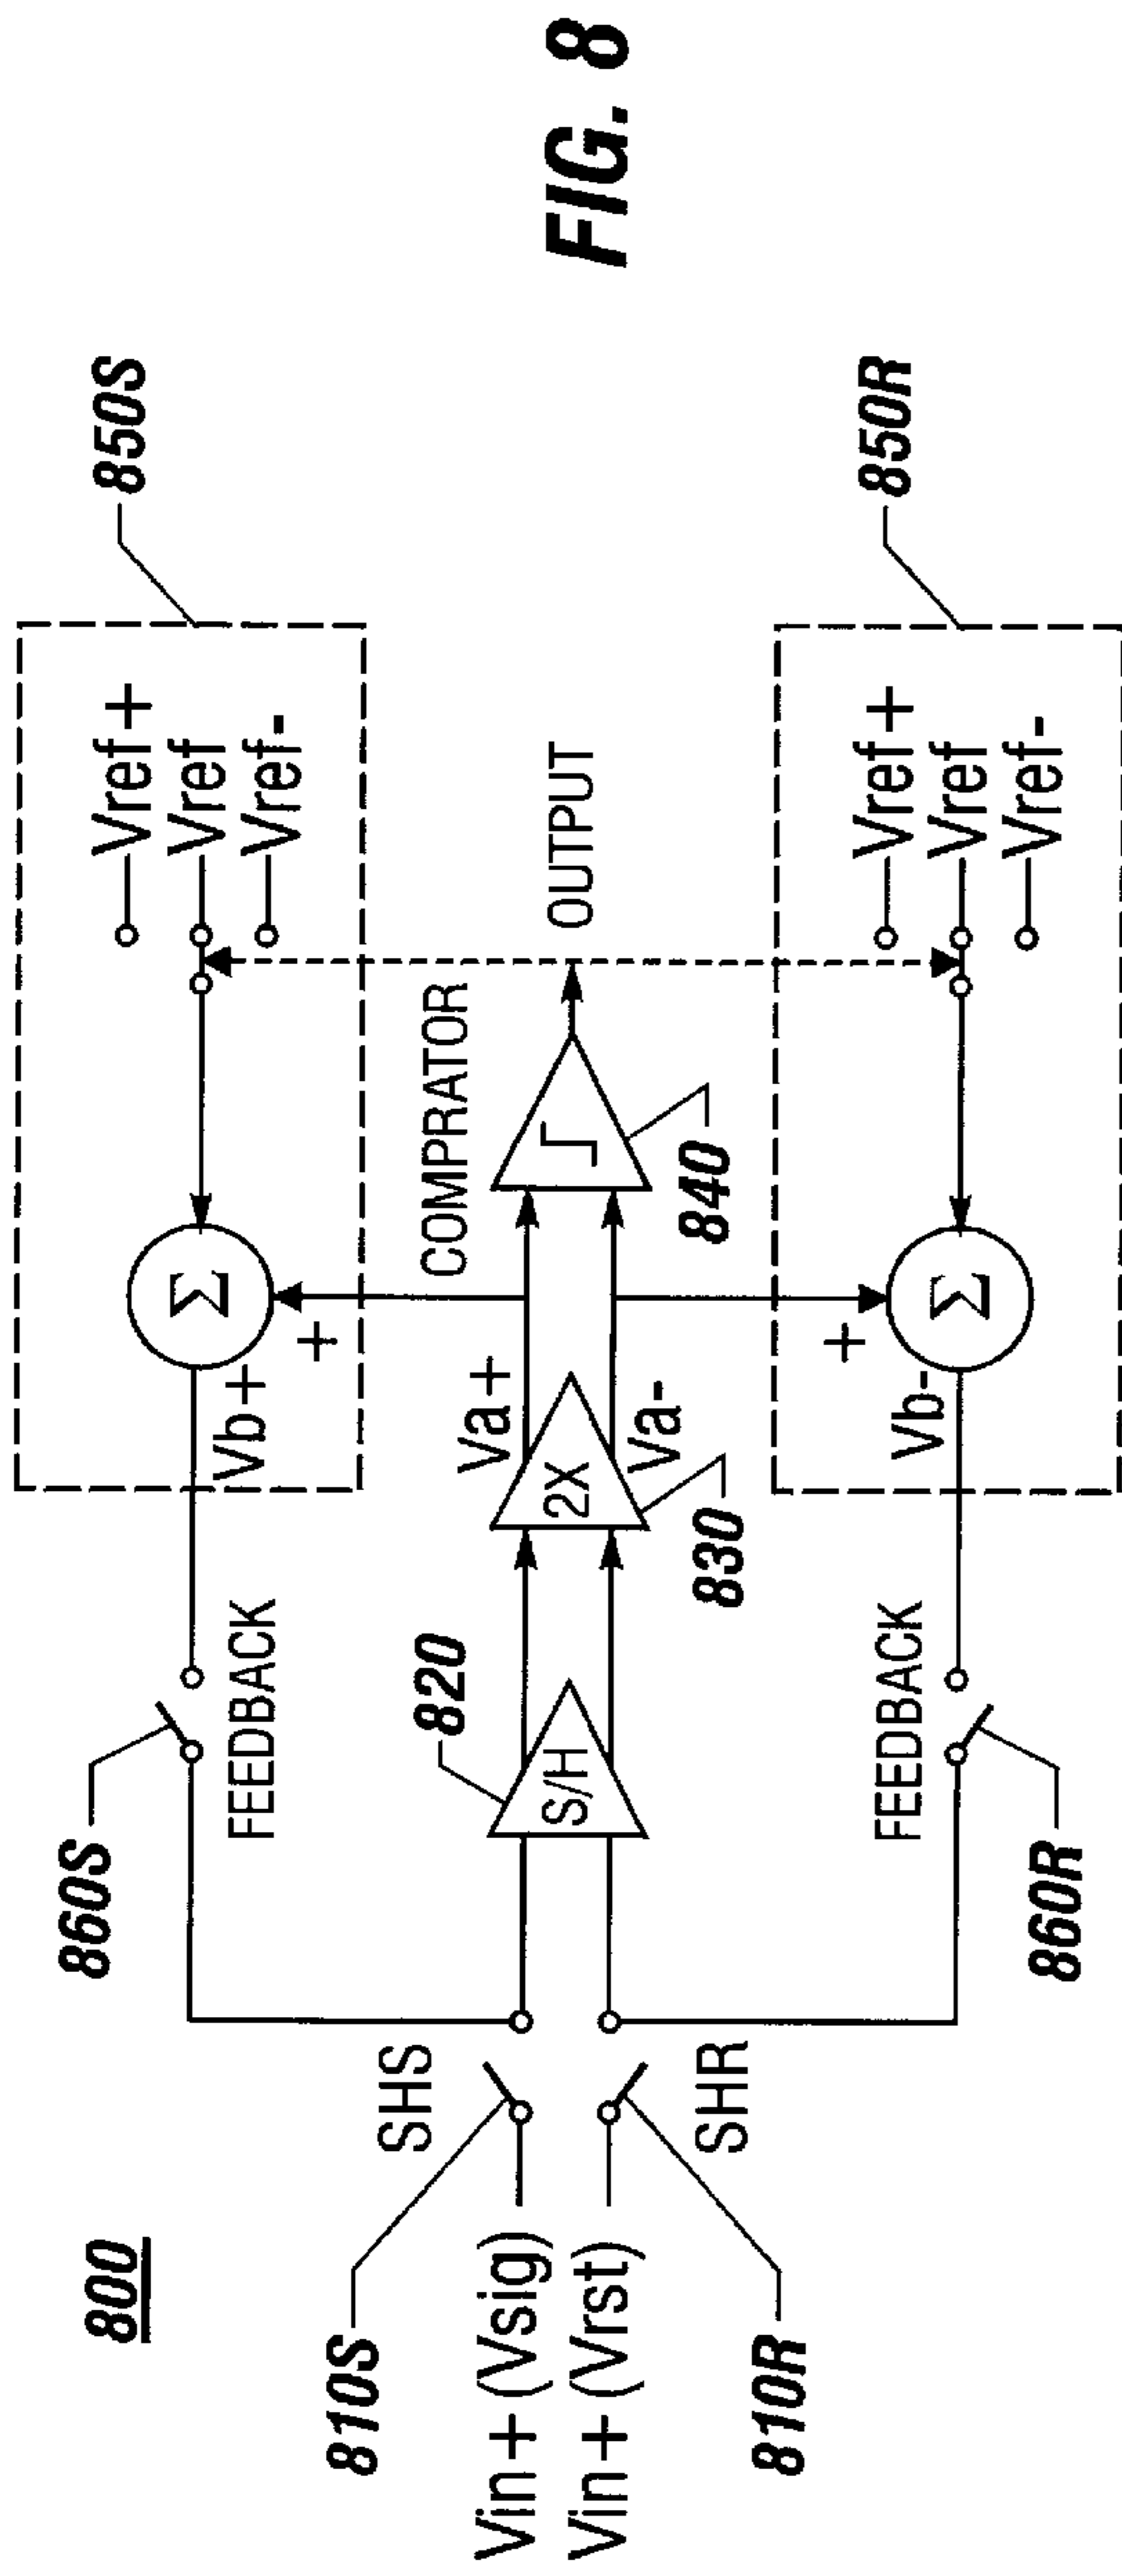 800
860S
FEEDBACK
Vb+
+
Σ
Vref+
Vref
Vref-
850S
810S
SHS
Vin+(Vsig)
Vin+(Vrst)
SHR
810R
820
S/H
2X
830
Va+
Va-
COMPRATOR
840
OUTPUT
860R
FEEDBACK
Vb-
+
Σ
Vref+
Vref
Vref-
850R
FIG. 8